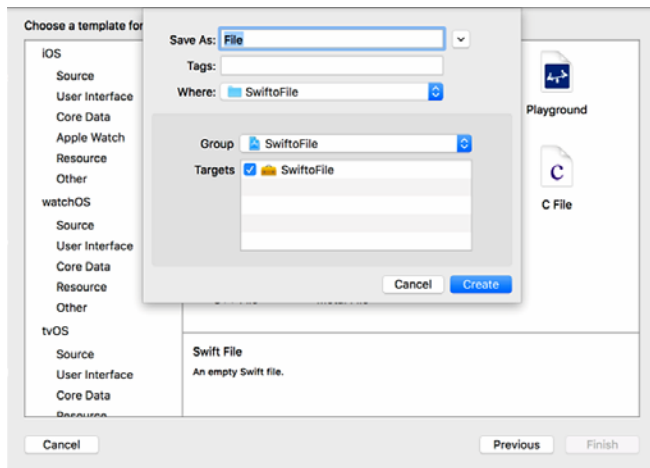 Choose a template for
Save As: File
Tags:
Where: SwiftoFile
Group SwiftoFile
Targets SwiftoFile
Cancel Create
iOS
Source
User Interface
Core Data
Apple Watch
Resource
Other
watchOS
Source
User Interface
Core Data
Resource
Other
tvOS
Source
User Interface
Core Data
Playground
C
C File
Swift File
An empty Swift file.
Cancel Previous Finish